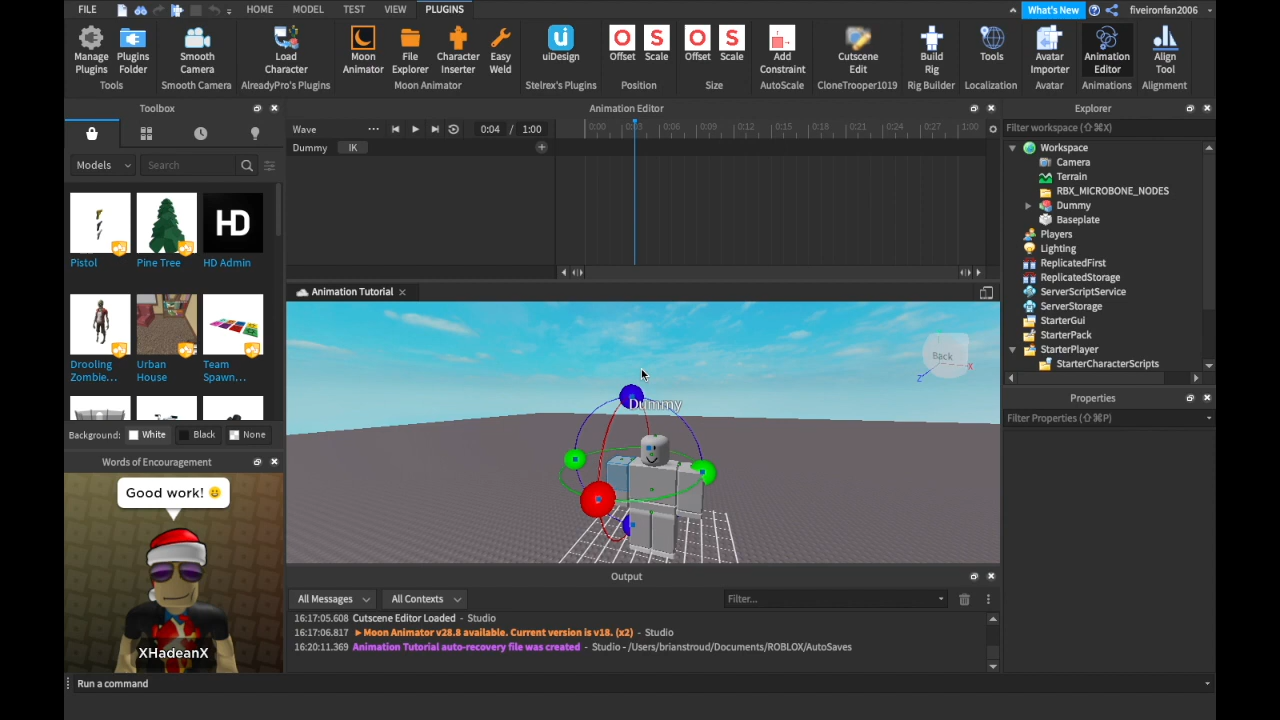 FILE HOME MODEL TEST VIEW PLUGINS What's New fiveironfan2006
Manage Plugins
Plugins Folder
Tools
Smooth Camera
Smooth Camera
Load Character
AlreadyPro's Plugins
Moon Animator
File Explorer
Character Inserter
Easy Weld
Moon Animator
uiDesign
Stelrex's Plugins
Offset Scale
Position
Offset Scale
Size
Add Constraint
AutoScale
Cutscene Edit
CloneTrooper1019
Build Rig
Rig Builder
Tools
Localization
Avatar Importer
Avatar
Animation Editor
Animations
Align Tool
Alignment
Toolbox
Models Search
Pistol Pine Tree HD Admin
HD
Drooling Zombie...
Urban House
Team Spawn...
Background: White Black None
Words of Encouragement
Good work!
XHadeanX
Animation Editor
Wave 0:04 / 1:00 0:00 0:03 0:06 0:09 0:12 0:15 0:18 0:21 0:24 0:27 1:00
Dummy IK
Animation Tutorial
Back
X
Z
Dummy
Output
All Messages All Contexts Filter...
16:17:05.608 Cutscene Editor Loaded - Studio
16:17:06.817 ▶Moon Animator v28.8 available. Current version is v18. (x2) - Studio
16:20:11.369 Animation Tutorial auto-recovery file was created - Studio - /Users/brianstroud/Documents/ROBLOX/AutoSaves
Run a command
Explorer
Filter workspace (⇧⌘X)
Workspace
Camera
Terrain
RBX_MICROBONE_NODES
Dummy
Baseplate
Players
Lighting
ReplicatedFirst
ReplicatedStorage
ServerScriptService
ServerStorage
StarterGui
StarterPack
StarterPlayer
StarterCharacterScripts
Properties
Filter Properties (⇧⌘P)